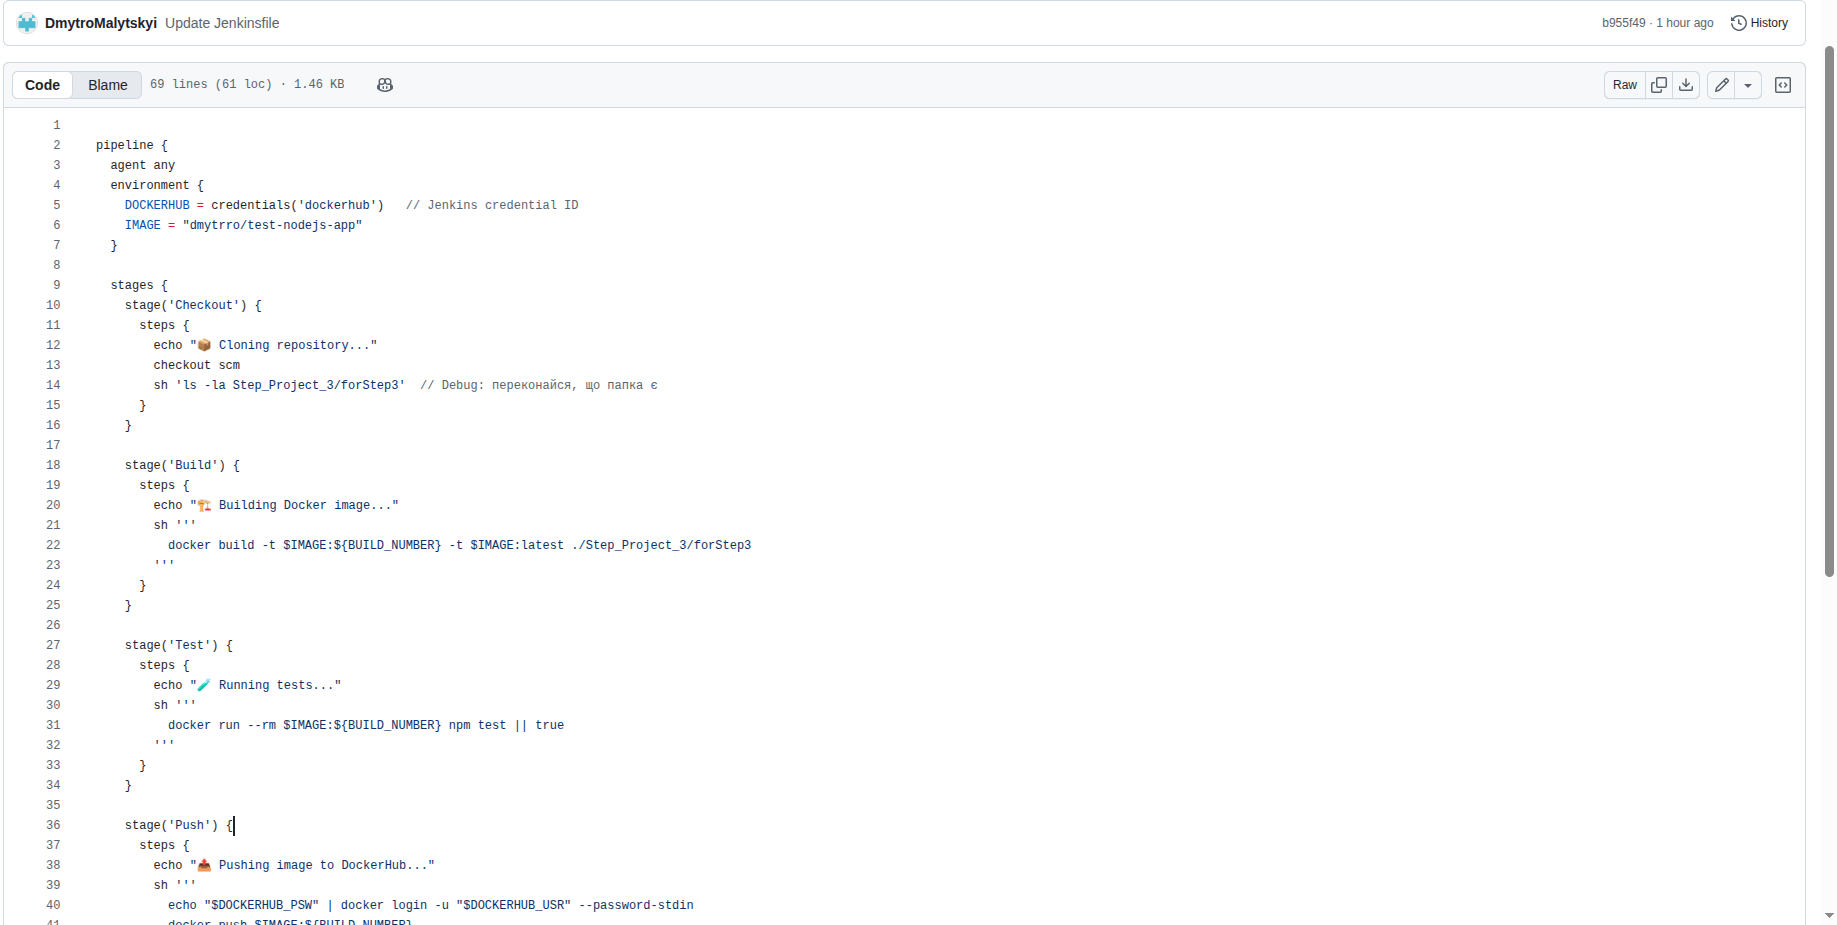 DmytroMalytskyi Update Jenkinsfile b955f49 · 1 hour ago History
Code Blame 69 lines (61 loc) · 1.46 KB Raw
1
2 pipeline {
3 agent any
4 environment {
5 DOCKERHUB = credentials('dockerhub') // Jenkins credential ID
6 IMAGE = "dmytrro/test-nodejs-app"
7 }
8
9 stages {
10 stage('Checkout') {
11 steps {
12 echo "📦 Cloning repository..."
13 checkout scm
14 sh 'ls -la Step_Project_3/forStep3' // Debug: переконайся, що папка є
15 }
16 }
17
18 stage('Build') {
19 steps {
20 echo "🏗️ Building Docker image..."
21 sh '''
22 docker build -t $IMAGE:${BUILD_NUMBER} -t $IMAGE:latest ./Step_Project_3/forStep3
23 '''
24 }
25 }
26
27 stage('Test') {
28 steps {
29 echo "🧪 Running tests..."
30 sh '''
31 docker run --rm $IMAGE:${BUILD_NUMBER} npm test || true
32 '''
33 }
34 }
35
36 stage('Push') {
37 steps {
38 echo "📤 Pushing image to DockerHub..."
39 sh '''
40 echo "$DOCKERHUB_PSW" | docker login -u "$DOCKERHUB_USR" --password-stdin
41 docker push $IMAGE:${BUILD_NUMBER}